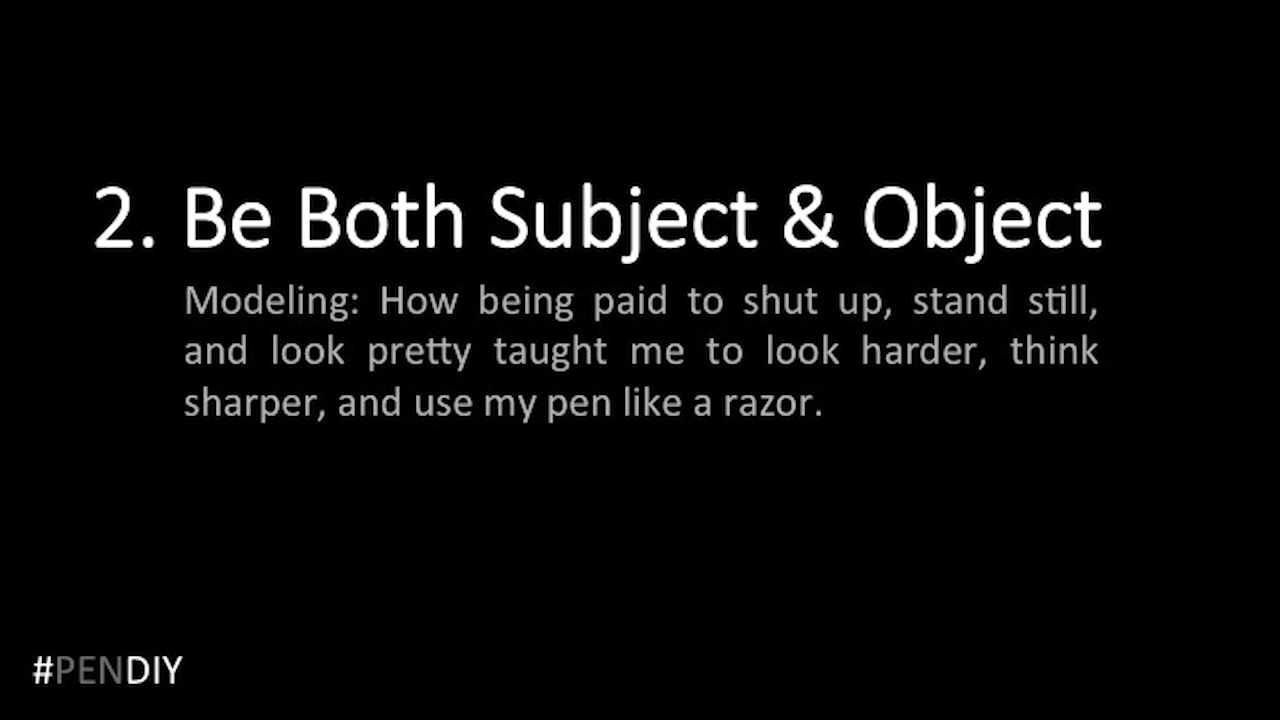 2. Be Both Subject & Object
Modeling: How being paid to shut up, stand still,
and look pretty taught me to look harder, think
sharper, and use my pen like a razor.
#PENDIY